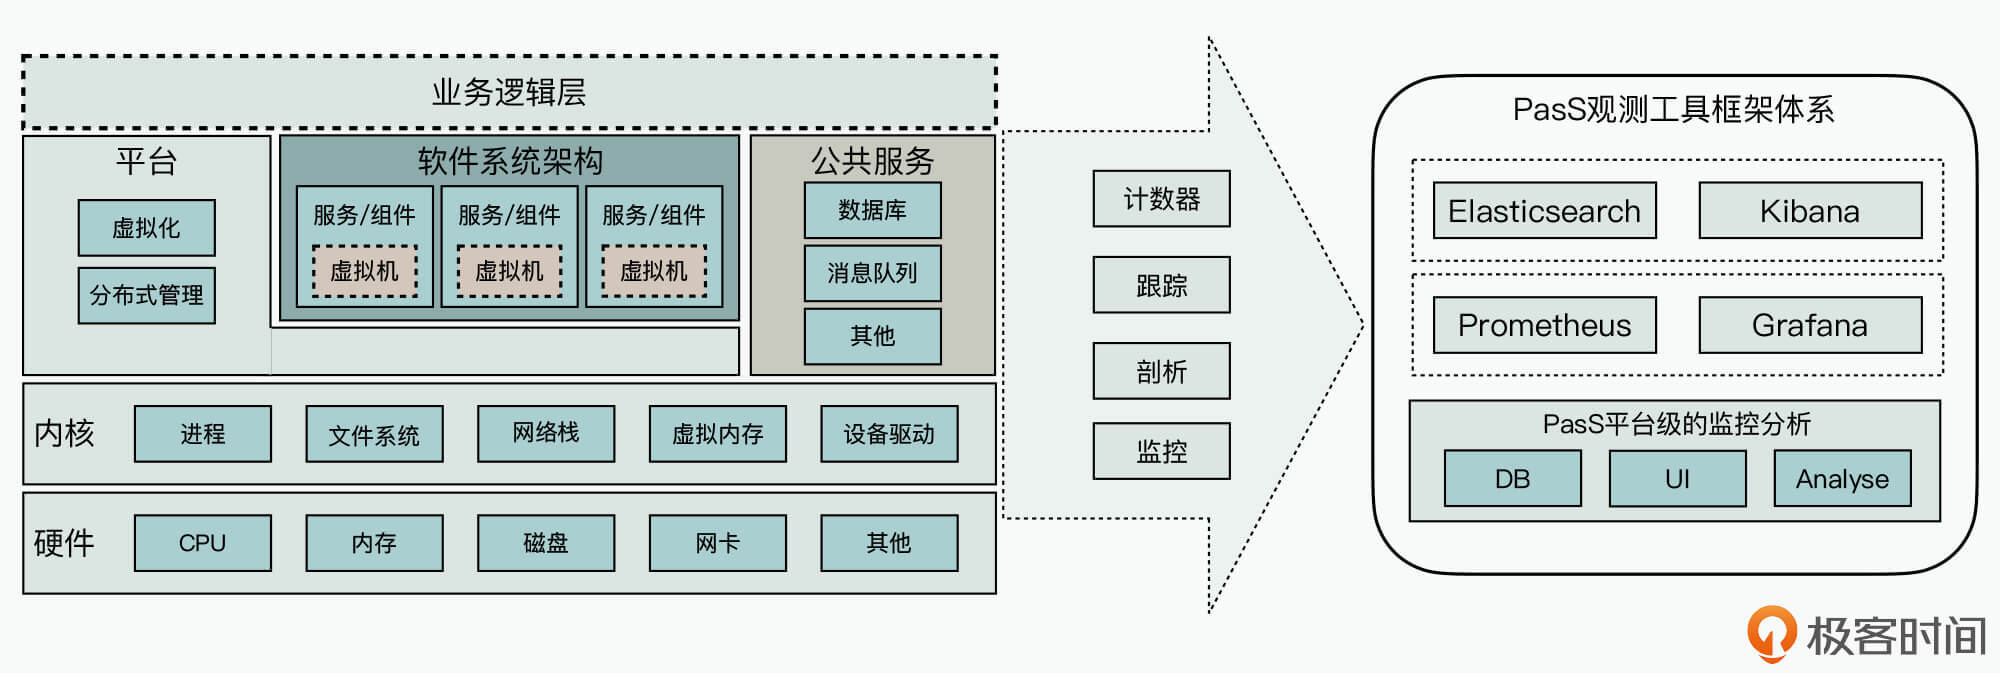 业务逻辑层
平台
虚拟化
分布式管理
软件系统架构
服务/组件
虚拟机
服务/组件
虚拟机
服务/组件
虚拟机
公共服务
数据库
消息队列
其他
内核
进程
文件系统
网络栈
虚拟内存
设备驱动
硬件
CPU
内存
磁盘
网卡
其他
计数器
跟踪
剖析
监控
PasS观测工具框架体系
Elasticsearch
Kibana
Prometheus
Grafana
PasS平台级的监控分析
DB
UI
Analyse
极客时间